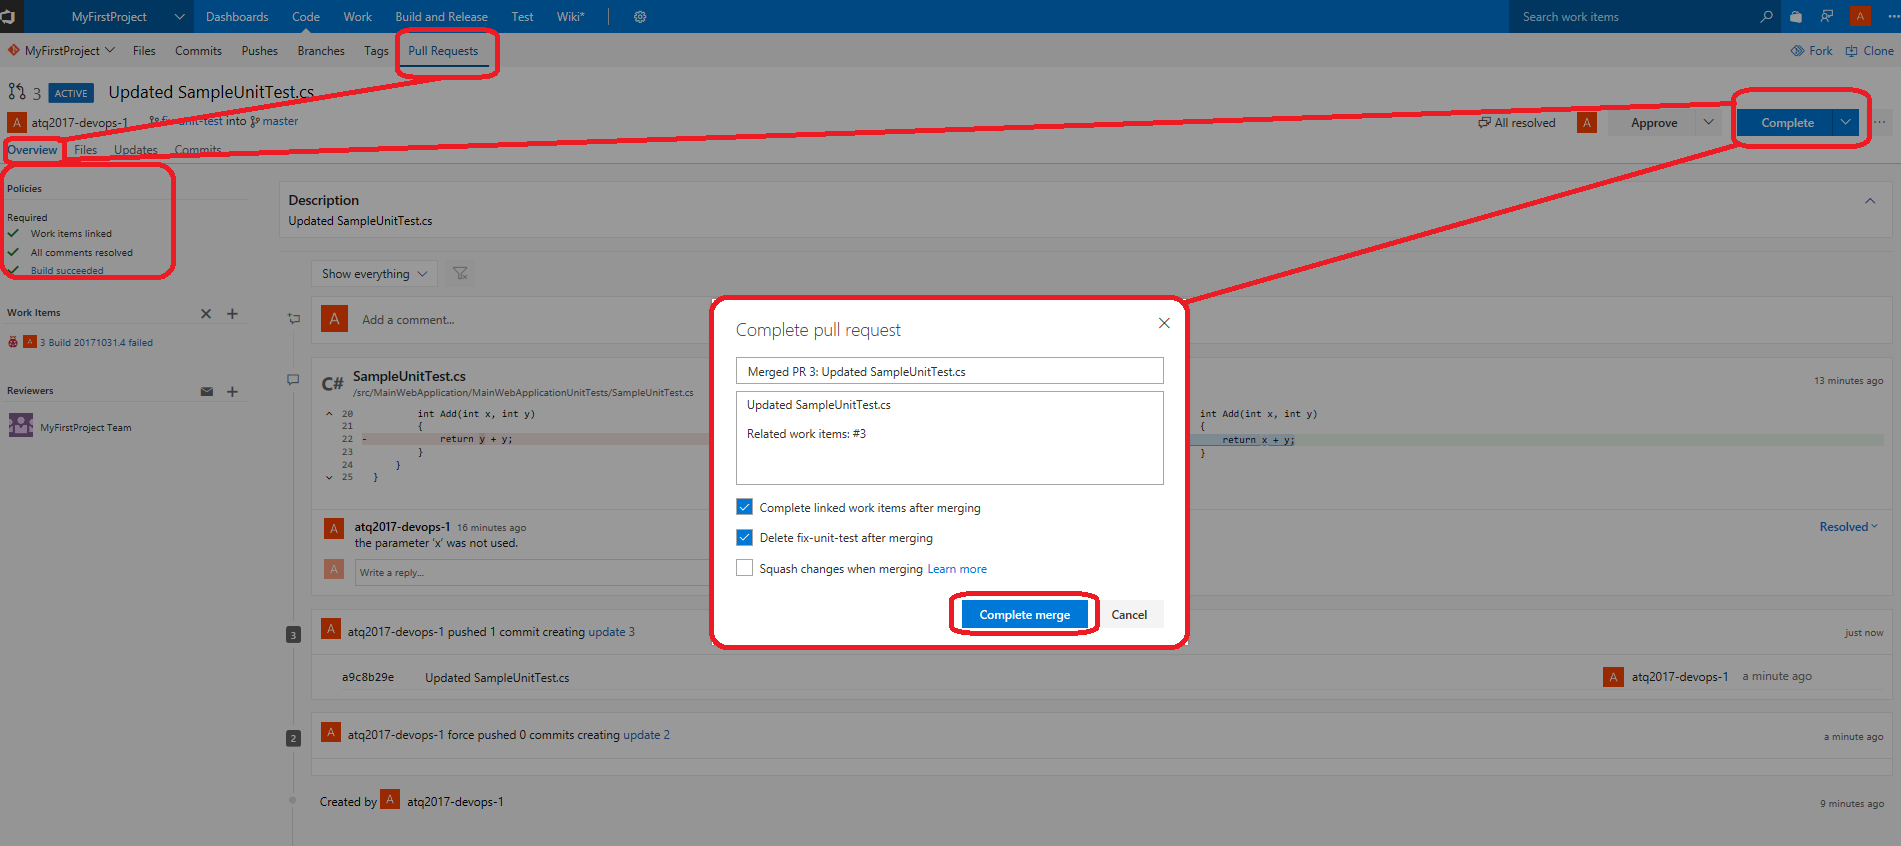 MyFirstProject Dashboards Code Work Build and Release Test Wiki* Search work items A
MyFirstProject Files Commits Pushes Branches Tags Pull Requests Fork Clone
3 ACTIVE Updated SampleUnitTest.cs
A atq2017-devops-1 fix-unit-test into master All resolved A Approve Complete
Overview Files Updates Commits
Policies
Required
Work items linked
All comments resolved
Build succeeded
Work Items
A 3 Build 20171031.4 failed
Reviewers
MyFirstProject Team
Description
Updated SampleUnitTest.cs
Show everything
A Add a comment...
C# SampleUnitTest.cs
/src/MainWebApplication/MainWebApplicationUnitTests/SampleUnitTest.cs
13 minutes ago
20 int Add(int x, int y) int Add(int x, int y)
21 { {
22 - return y + y; return x + y;
23 } }
24 }
25 }
A atq2017-devops-1 16 minutes ago Resolved
the parameter 'x' was not used.
A Write a reply...
3 A atq2017-devops-1 pushed 1 commit creating update 3 just now
a9c8b29e Updated SampleUnitTest.cs A atq2017-devops-1 a minute ago
2 A atq2017-devops-1 force pushed 0 commits creating update 2 a minute ago
Created by A atq2017-devops-1 9 minutes ago
Complete pull request
Merged PR 3: Updated SampleUnitTest.cs
Updated SampleUnitTest.cs
Related work items: #3
Complete linked work items after merging
Delete fix-unit-test after merging
Squash changes when merging Learn more
Complete merge Cancel